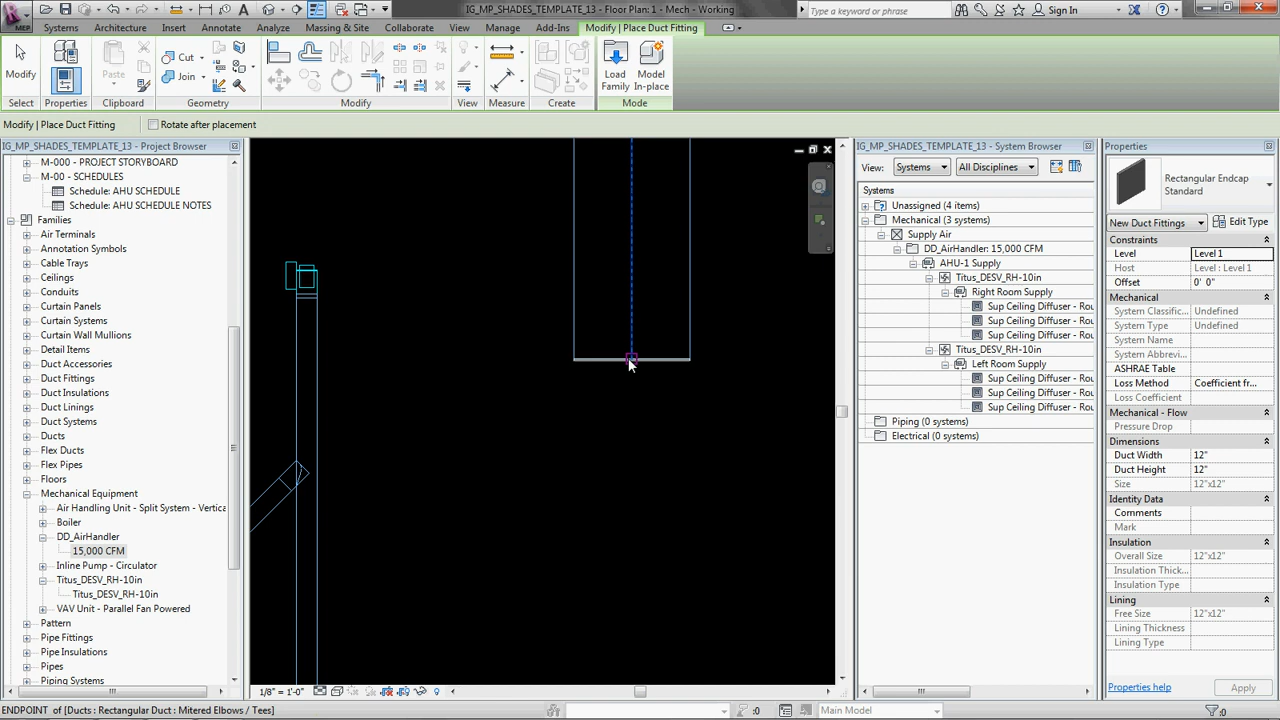 IG_MP_SHADES_TEMPLATE_13 - Floor Plan: 1 - Mech - Working
Type a keyword or phrase
Sign In
Systems Architecture Insert Annotate Analyze Massing & Site Collaborate View Manage Add-Ins Modify | Place Duct Fitting
Modify
Paste
Cut
Join
Load Family
Model In-place
Select Properties Clipboard Geometry Modify View Measure Create Mode
Modify | Place Duct Fitting
Rotate after placement
IG_MP_SHADES_TEMPLATE_13 - Project Browser
M-000 - PROJECT STORYBOARD
M-00 - SCHEDULES
Schedule: AHU SCHEDULE
Schedule: AHU SCHEDULE NOTES
Families
Air Terminals
Annotation Symbols
Cable Trays
Ceilings
Conduits
Curtain Panels
Curtain Systems
Curtain Wall Mullions
Detail Items
Duct Accessories
Duct Fittings
Duct Insulations
Duct Linings
Duct Systems
Ducts
Flex Ducts
Flex Pipes
Floors
Mechanical Equipment
Air Handling Unit - Split System - Vertica
Boiler
DD_AirHandler
15,000 CFM
Inline Pump - Circulator
Titus_DESV_RH-10in
Titus_DESV_RH-10in
VAV Unit - Parallel Fan Powered
Pattern
Pipe Fittings
Pipe Insulations
Pipes
Piping Systems
1/8" = 1'-0"
IG_MP_SHADES_TEMPLATE_13 - System Browser
View: Systems All Disciplines
Systems
Unassigned (4 items)
Mechanical (3 systems)
Supply Air
DD_AirHandler: 15,000 CFM
AHU-1 Supply
Titus_DESV_RH-10in
Right Room Supply
Sup Ceiling Diffuser - Rou
Sup Ceiling Diffuser - Rou
Sup Ceiling Diffuser - Rou
Titus_DESV_RH-10in
Left Room Supply
Sup Ceiling Diffuser - Rou
Sup Ceiling Diffuser - Rou
Sup Ceiling Diffuser - Rou
Piping (0 systems)
Electrical (0 systems)
Properties
Rectangular Endcap
Standard
New Duct Fittings Edit Type
Constraints
Level Level 1
Host Level : Level 1
Offset 0' 0"
Mechanical
System Classific... Undefined
System Type Undefined
System Name
System Abbrevi...
ASHRAE Table
Loss Method Coefficient fr...
Loss Coefficient
Mechanical - Flow
Pressure Drop
Dimensions
Duct Width 12"
Duct Height 12"
Size 12"x12"
Identity Data
Comments
Mark
Insulation
Overall Size 12"x12"
Insulation Thick...
Insulation Type
Lining
Free Size 12"x12"
Lining Thickness
Lining Type
Properties help Apply
ENDPOINT of [Ducts : Rectangular Duct : Mitered Elbows / Tees]
:0
Main Model
:0